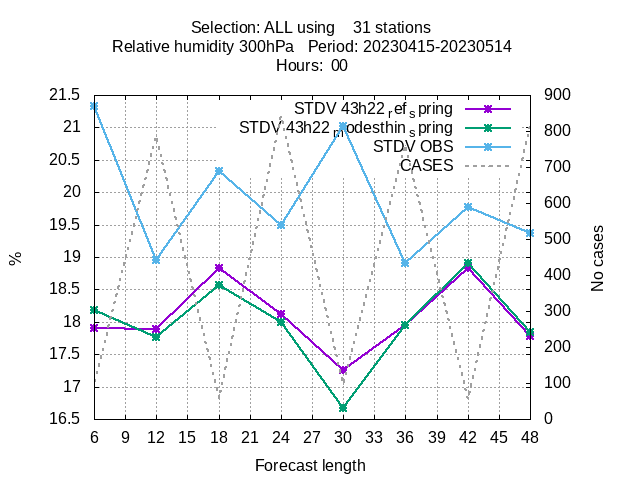 Selection: ALL using    31 stations
Relative humidity 300hPa   Period: 20230415-20230514
Hours:  00
STDV 43h22_ref_spring
STDV 43h22_modesthin_spring
STDV OBS
CASES
21.5
21
20.5
20
19.5
19
18.5
18
17.5
17
16.5
%
900
800
700
600
500
400
300
200
100
0
No cases
6 9 12 15 18 21 24 27 30 33 36 39 42 45 48
Forecast length